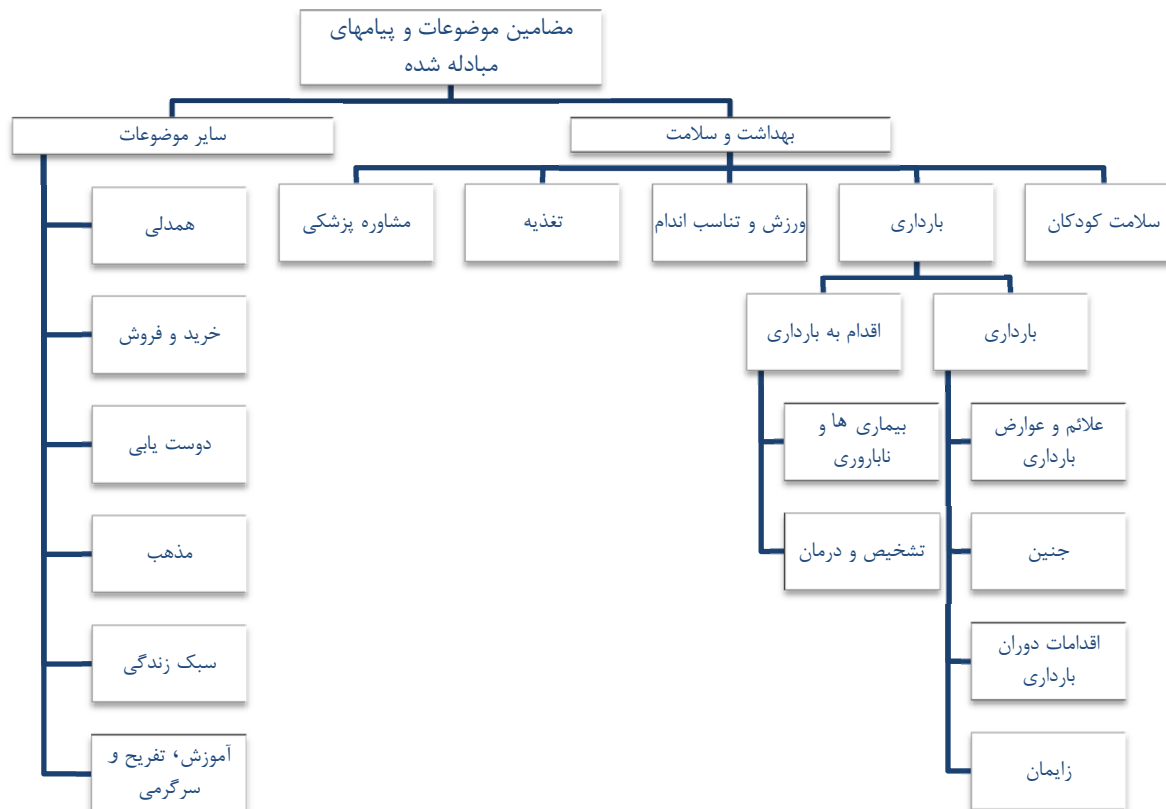 مضامین موضوعات و پیامهای
مبادله شده
بهداشت و سلامت
سایر موضوعات
سلامت کودکان
بارداری
ورزش و تناسب اندام
تغذیه
مشاوره پزشکی
بارداری
اقدام به بارداری
علائم و عوارض
بارداری
جنین
اقدامات دوران
بارداری
زایمان
بیماری ها و
ناباروری
تشخیص و درمان
همدلی
خرید و فروش
دوست یابی
مذهب
سبک زندگی
آموزش، تفریح و
سرگرمی